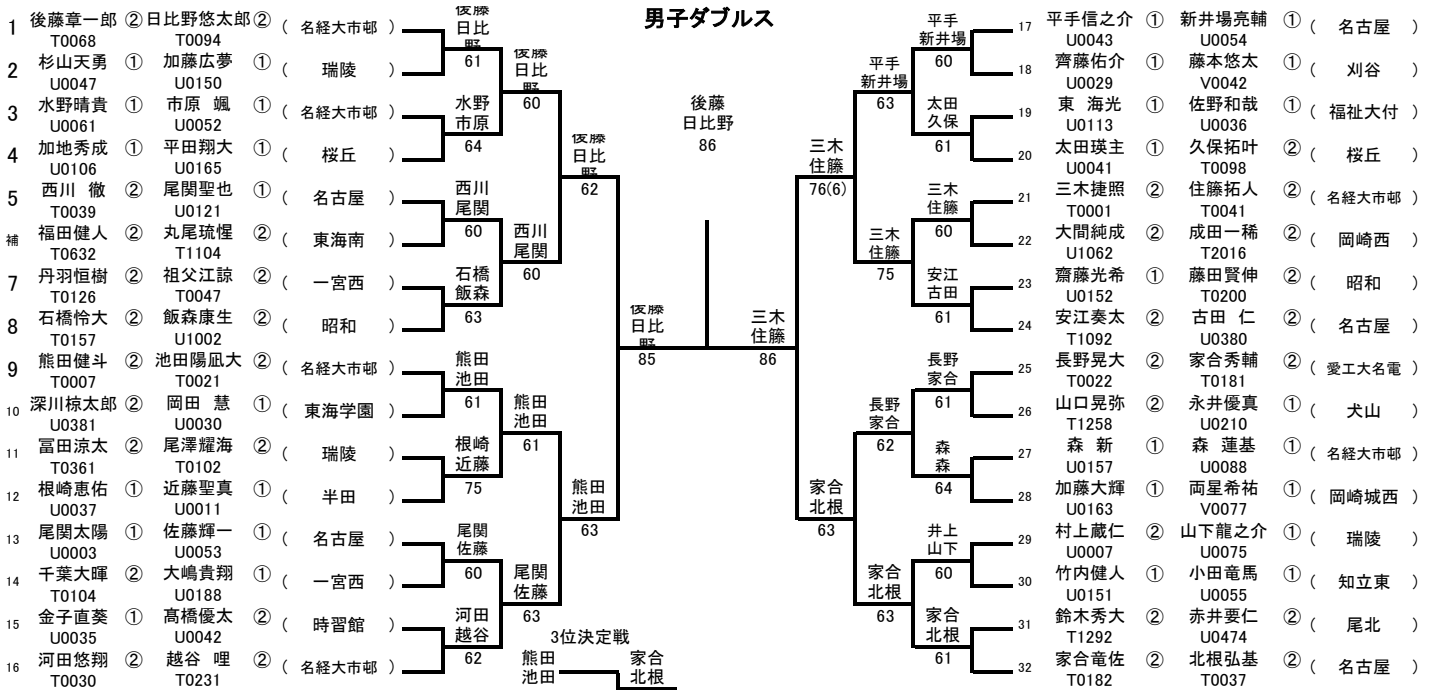 男子ダブルス
1 後藤章一郎 ② 日比野悠太郎 ② ( 名経大市邨 )
T0068 T0094
2 杉山天勇 ① 加藤広夢 ① ( 瑞陵 )
U0047 U0150
3 水野晴貴 ① 市原 颯 ① ( 名経大市邨 )
U0061 U0052
4 加地秀成 ① 平田翔大 ① ( 桜丘 )
U0106 U0165
5 西川 徹 ② 尾関聖也 ① ( 名古屋 )
T0039 U0121
補 福田健人 ② 丸尾琉惺 ② ( 東海南 )
T0632 T1104
7 丹羽恒樹 ② 祖父江諒 ② ( 一宮西 )
T0126 T0047
8 石橋怜大 ② 飯森康生 ② ( 昭和 )
T0157 U1002
9 熊田健斗 ② 池田陽凪大 ② ( 名経大市邨 )
T0007 T0021
10 深川椋太郎 ② 岡田 慧 ① ( 東海学園 )
U0381 U0030
11 冨田涼太 ② 尾澤耀海 ② ( 瑞陵 )
T0361 T0102
12 根崎恵佑 ① 近藤聖真 ① ( 半田 )
U0037 U0011
13 尾関太陽 ① 佐藤輝一 ① ( 名古屋 )
U0003 U0053
14 千葉大暉 ② 大嶋貴翔 ① ( 一宮西 )
T0104 U0188
15 金子直葵 ① 髙橋優太 ② ( 時習館 )
U0035 U0042
16 河田悠翔 ② 越谷 哩 ② ( 名経大市邨 )
T0030 T0231
後藤
日比
野
61
水野
市原
64
西川
尾関
60
石橋
飯森
63
熊田
池田
61
根崎
近藤
75
尾関
佐藤
60
河田
越谷
62
後藤
日比
野
60
西川
尾関
60
熊田
池田
61
尾関
佐藤
63
後藤
日比
野
62
熊田
池田
63
後藤
日比
野
85
後藤
日比野
86
三木
住籐
86
三木
住籐
76(6)
家合
北根
63
平手
新井場
63
三木
住籐
75
長野
家合
62
家合
北根
63
平手
新井場
60
太田
久保
61
三木
住籐
60
安江
古田
61
長野
家合
61
森
森
64
井上
山下
60
家合
北根
61
3位決定戦
熊田
池田
家合
北根
17 平手信之介 ① 新井場亮輔 ① ( 名古屋 )
U0043 U0054
18 齊藤佑介 ① 藤本悠太 ① ( 刈谷 )
U0029 V0042
19 東 海光 ① 佐野和哉 ① ( 福祉大付 )
U0113 U0036
20 太田瑛主 ① 久保拓叶 ② ( 桜丘 )
U0041 T0098
21 三木捷照 ② 住籐拓人 ② ( 名経大市邨 )
T0001 T0041
22 大間純成 ② 成田一稀 ② ( 岡崎西 )
U1062 T2016
23 齋藤光希 ① 藤田賢伸 ② ( 昭和 )
U0152 T0200
24 安江奏太 ② 古田 仁 ② ( 名古屋 )
T1092 U0380
25 長野晃大 ② 家合秀輔 ② ( 愛工大名電 )
T0022 T0181
26 山口晃弥 ② 永井優真 ① ( 犬山 )
T1258 U0210
27 森 新 ① 森 蓮基 ① ( 名経大市邨 )
U0157 U0088
28 加藤大輝 ① 両星希祐 ① ( 岡崎城西 )
U0163 V0077
29 村上蔵仁 ② 山下龍之介 ① ( 瑞陵 )
U0007 U0075
30 竹内健人 ① 小田竜馬 ① ( 知立東 )
U0151 U0055
31 鈴木秀大 ② 赤井要仁 ② ( 尾北 )
T1292 U0474
32 家合竜佐 ② 北根弘基 ② ( 名古屋 )
T0182 T0037